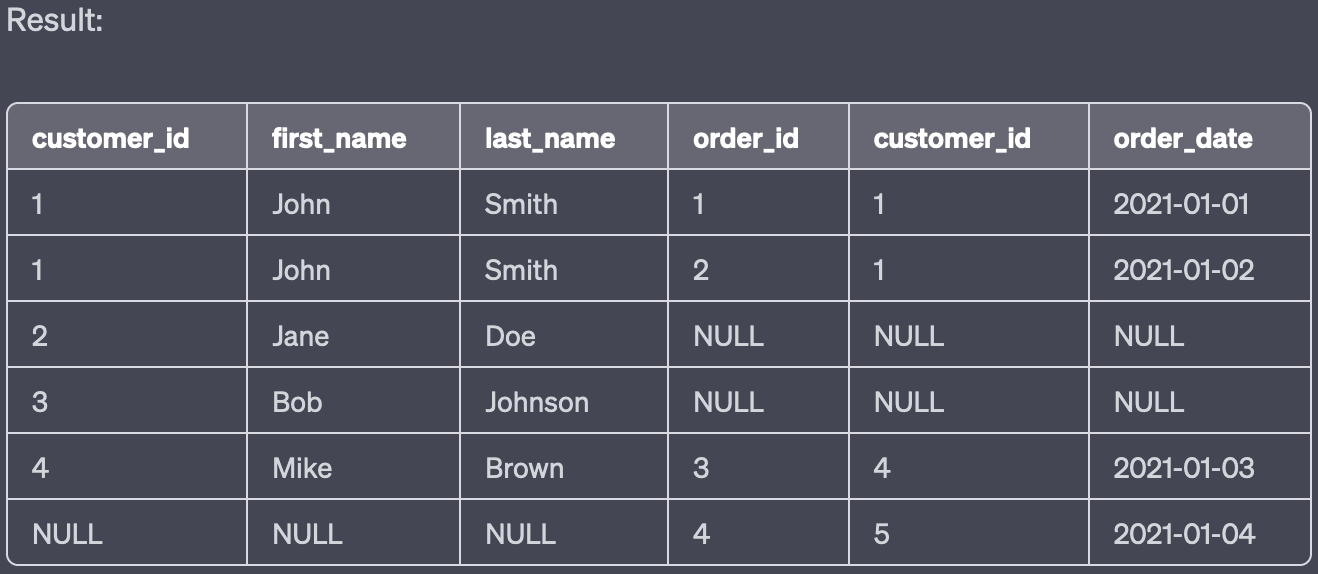 Result:
customer_id first_name last_name order_id customer_id order_date
1 John Smith 1 1 2021-01-01
1 John Smith 2 1 2021-01-02
2 Jane Doe NULL NULL NULL
3 Bob Johnson NULL NULL NULL
4 Mike Brown 3 4 2021-01-03
NULL NULL NULL 4 5 2021-01-04